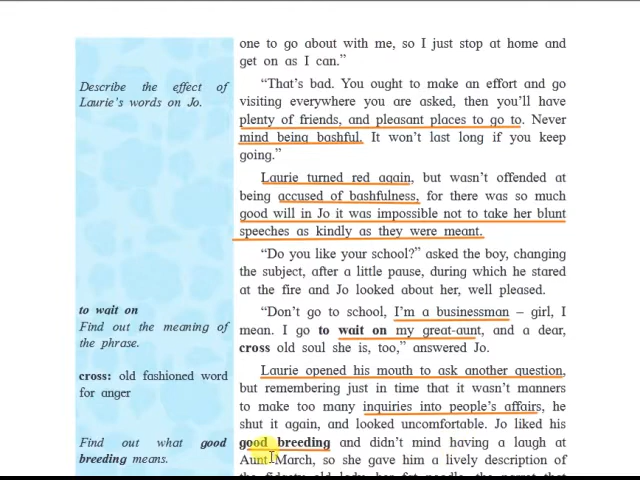 one to go about with me, so I just stop at home and
get on as I can.”
Describe the effect of
Laurie’s words on Jo.
“That’s bad. You ought to make an effort and go
visiting everywhere you are asked, then you’ll have
plenty of friends, and pleasant places to go to. Never
mind being bashful. It won’t last long if you keep
going.”
Laurie turned red again, but wasn’t offended at
being accused of bashfulness, for there was so much
good will in Jo it was impossible not to take her blunt
speeches as kindly as they were meant.
“Do you like your school?” asked the boy, changing
the subject, after a little pause, during which he stared
at the fire and Jo looked about her, well pleased.
to wait on
Find out the meaning of
the phrase.
“Don’t go to school, I’m a businessman – girl, I
mean. I go to wait on my great-aunt, and a dear,
cross old soul she is, too,” answered Jo.
cross: old fashioned word
for anger
Laurie opened his mouth to ask another question,
but remembering just in time that it wasn’t manners
to make too many inquiries into people’s affairs, he
shut it again, and looked uncomfortable. Jo liked his
good breeding and didn’t mind having a laugh at
Aunt March, so she gave him a lively description of
the fidgety old lady, her fat poodle, the parrot that
Find out what good
breeding means.